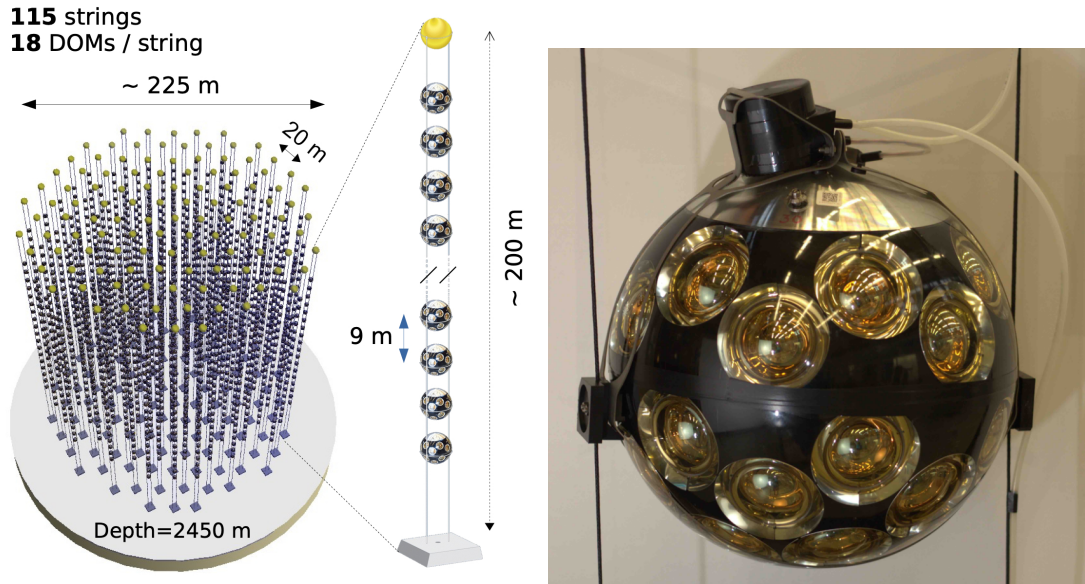 115 strings
18 DOMs / string
~ 225 m
20 m
9 m
~ 200 m
Depth=2450 m